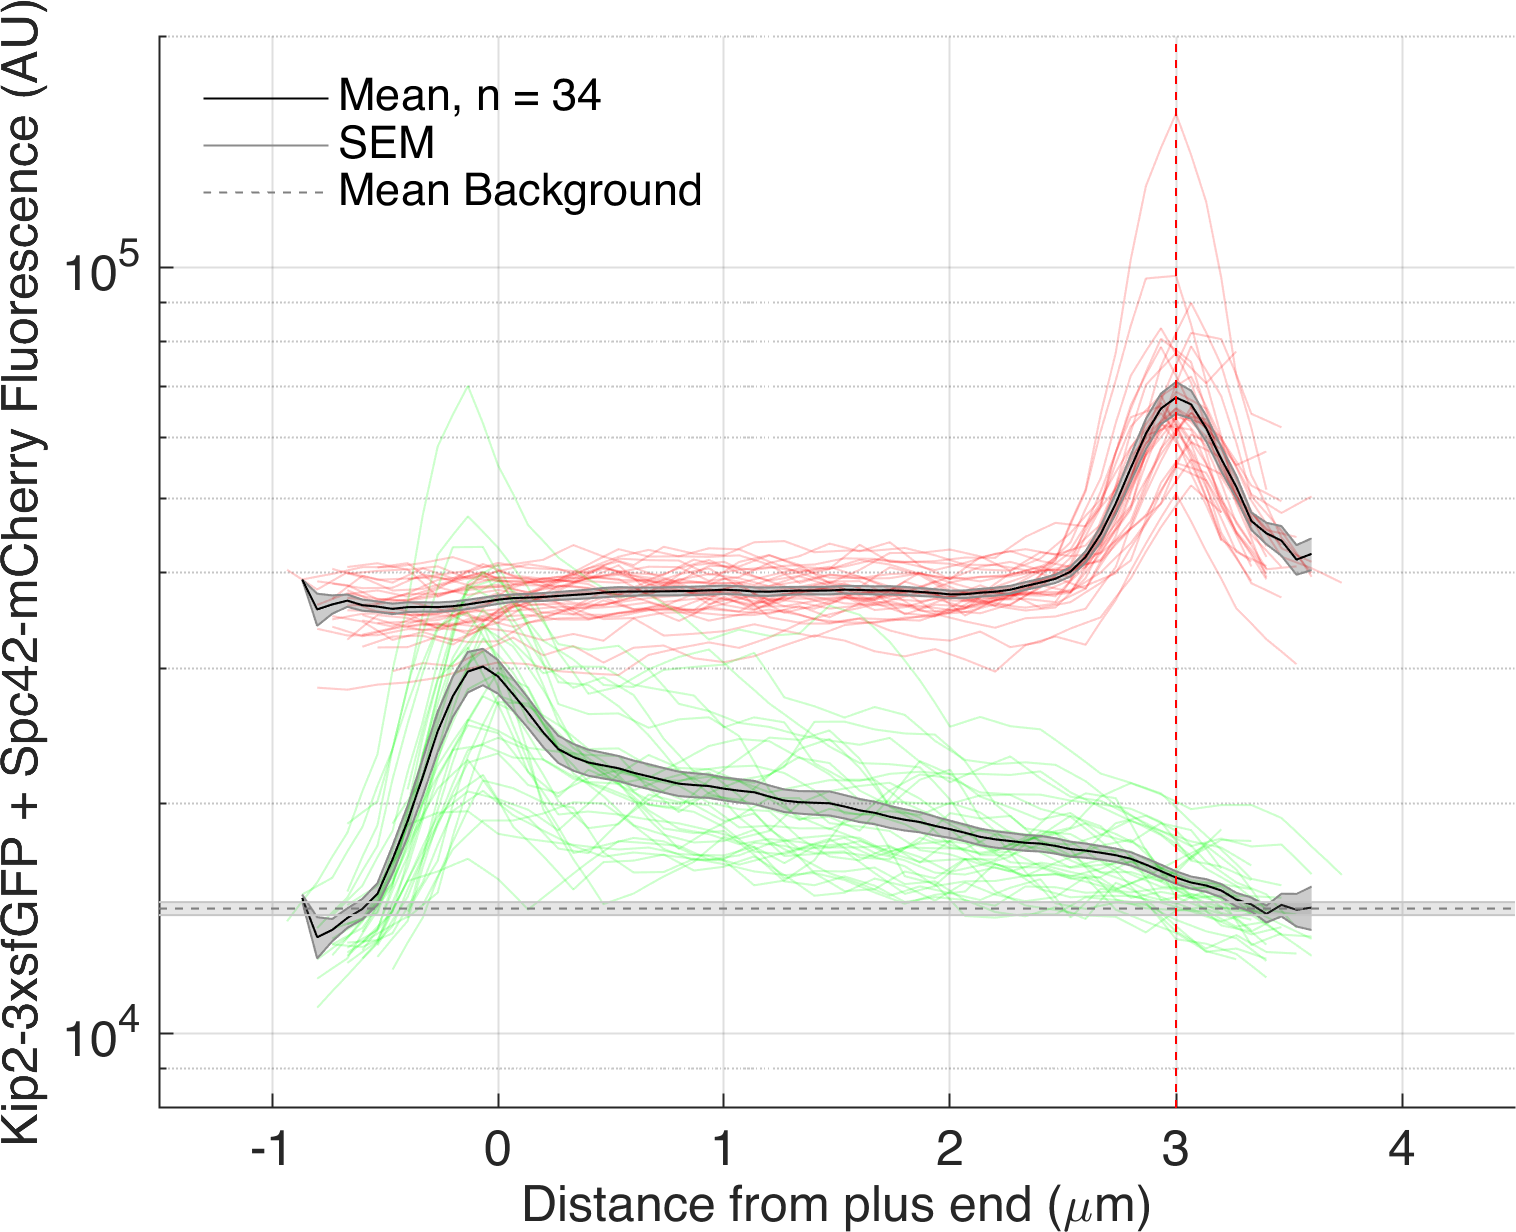 Kip2-3xsfGFP + Spc42-mCherry Fluorescence (AU)
Mean, n = 34
SEM
Mean Background
10^5
10^4
-1 0 1 2 3 4
Distance from plus end (μm)